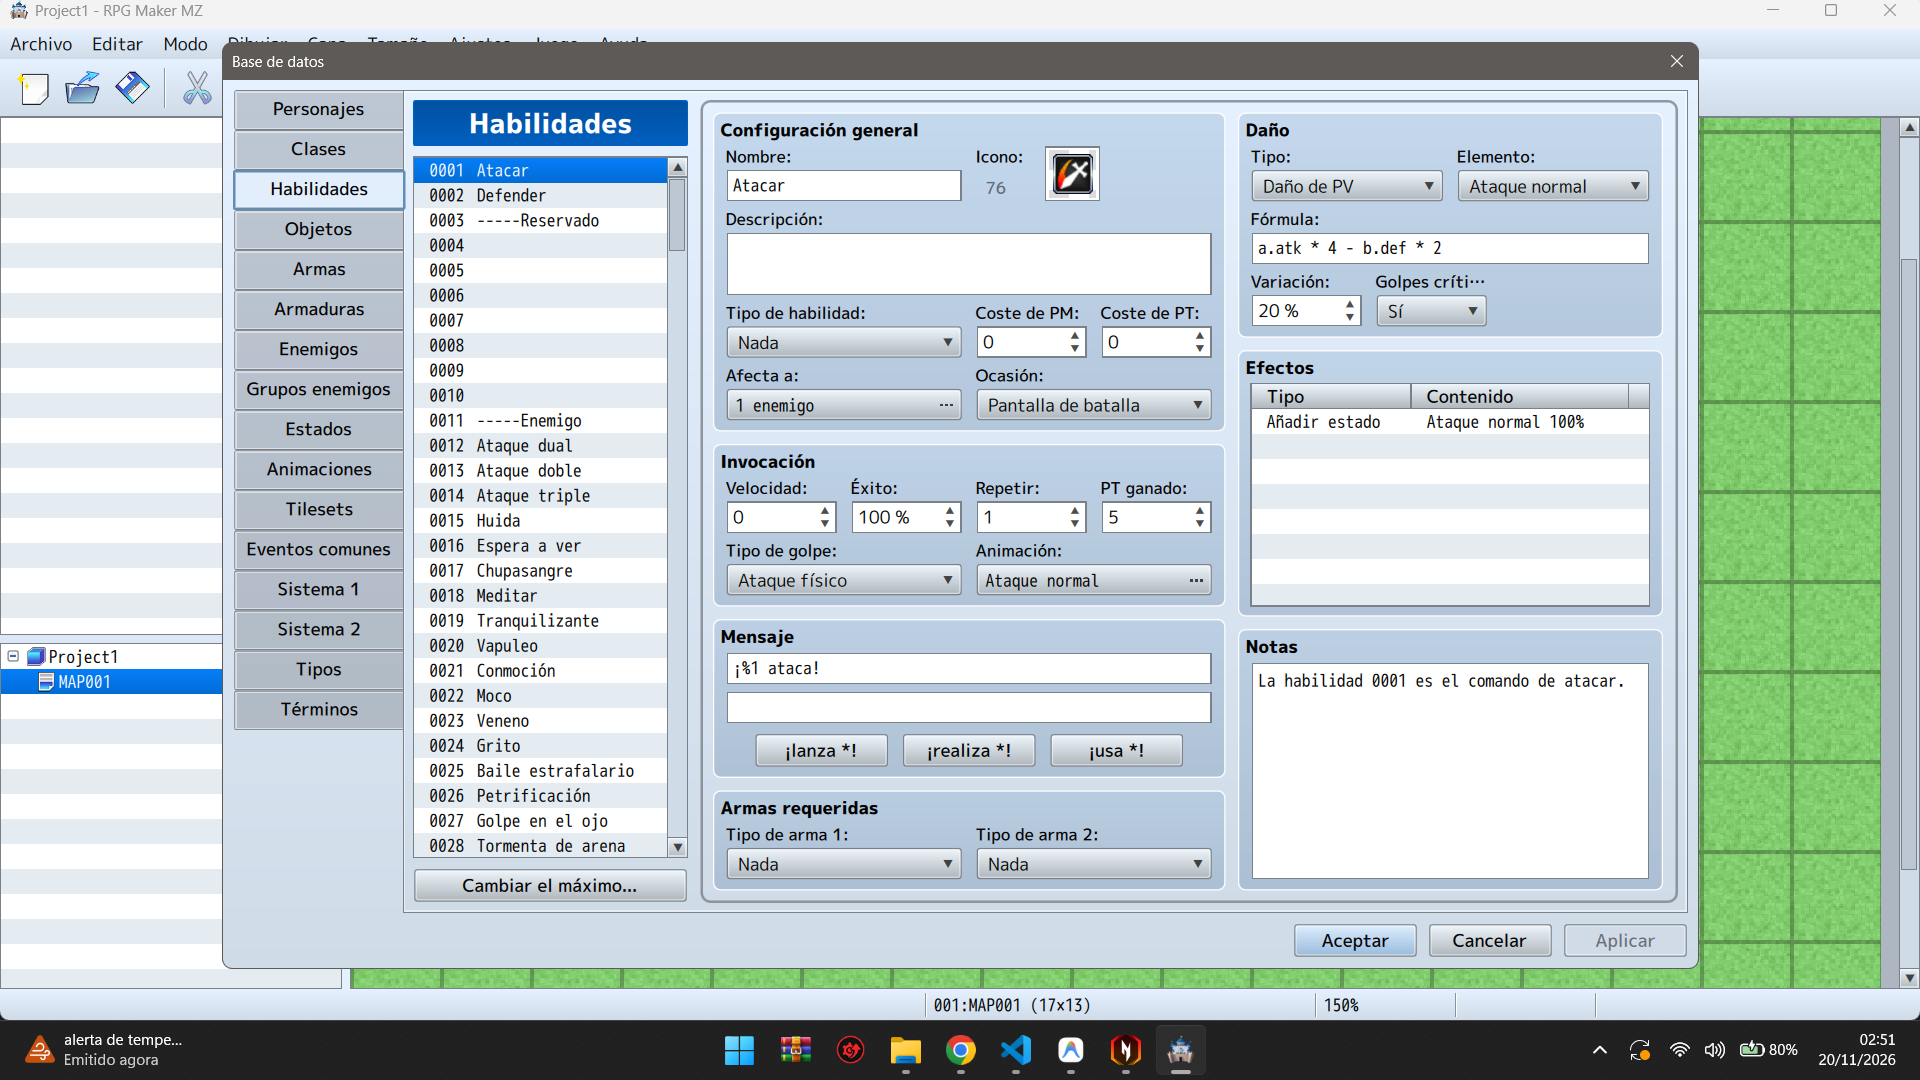 Project1 - RPG Maker MZ
Archivo Editar Modo Dibujar Capa Tamaño Ajustes Juego Ayuda
Base de datos
Personajes
Clases
Habilidades
Objetos
Armas
Armaduras
Enemigos
Grupos enemigos
Estados
Animaciones
Tilesets
Eventos comunes
Sistema 1
Sistema 2
Tipos
Términos
Habilidades
0001 Atacar
0002 Defender
0003 -----Reservado
0004
0005
0006
0007
0008
0009
0010
0011 -----Enemigo
0012 Ataque dual
0013 Ataque doble
0014 Ataque triple
0015 Huida
0016 Espera a ver
0017 Chupasangre
0018 Meditar
0019 Tranquilizante
0020 Vapuleo
0021 Conmoción
0022 Moco
0023 Veneno
0024 Grito
0025 Baile estrafalario
0026 Petrificación
0027 Golpe en el ojo
0028 Tormenta de arena
Cambiar el máximo...
Configuración general
Nombre: Icono:
Atacar 76
Descripción:
Tipo de habilidad: Coste de PM: Coste de PT:
Nada 0 0
Afecta a: Ocasión:
1 enemigo ... Pantalla de batalla
Invocación
Velocidad: Éxito: Repetir: PT ganado:
0 100 % 1 5
Tipo de golpe: Animación:
Ataque físico Ataque normal ...
Mensaje
¡%1 ataca!
¡lanza *! ¡realiza *! ¡usa *!
Armas requeridas
Tipo de arma 1: Tipo de arma 2:
Nada Nada
Daño
Tipo: Elemento:
Daño de PV Ataque normal
Fórmula:
a.atk * 4 - b.def * 2
Variación: Golpes críti...
20 % Sí
Efectos
Tipo Contenido
Añadir estado Ataque normal 100%
Notas
La habilidad 0001 es el comando de atacar.
Aceptar Cancelar Aplicar
Project1
MAP001
001:MAP001 (17×13) 150%
alerta de tempe...
Emitido agora
80%
02:51
20/11/2026